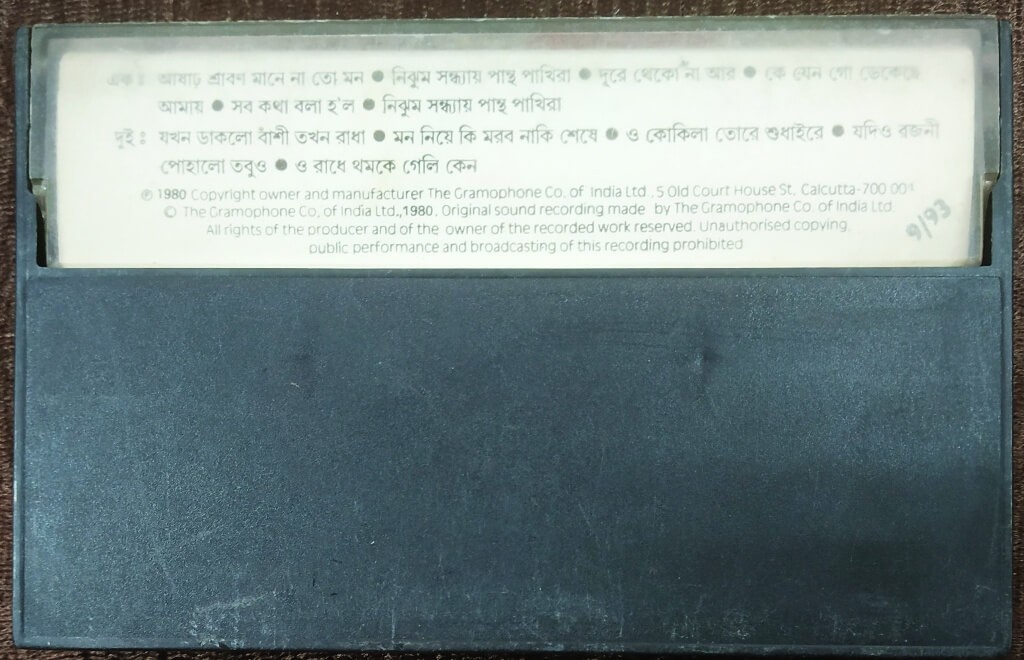 এক : আষাঢ় শ্রাবণ মানে না তো মন ● নিঝুম সন্ধ্যায় পান্থ পাখিরা ● দূরে থেকো না আর ● কে যেন গো ডেকেছে
আমায় ● সব কথা বলা হ'ল ● নিঝুম সন্ধ্যায় পান্থ পাখিরা
দুই : যখন ডাকলো বাঁশী তখন রাধা ● মন নিয়ে কি মরব নাকি শেষে ● ও কোকিলা তোরে শুধাইরে ● যদিও রজনী
পোহালো তবুও ● ও রাধে থমকে গেলি কেন
℗ 1980 Copyright owner and manufacturer The Gramophone Co. of India Ltd., 5 Old Court House St. Calcutta-700 001
© The Gramophone Co. of India Ltd.,1980. Original sound recording made by The Gramophone Co. of India Ltd
All rights of the producer and of the owner of the recorded work reserved. Unauthorised copying,
public performance and broadcasting of this recording prohibited
9/93